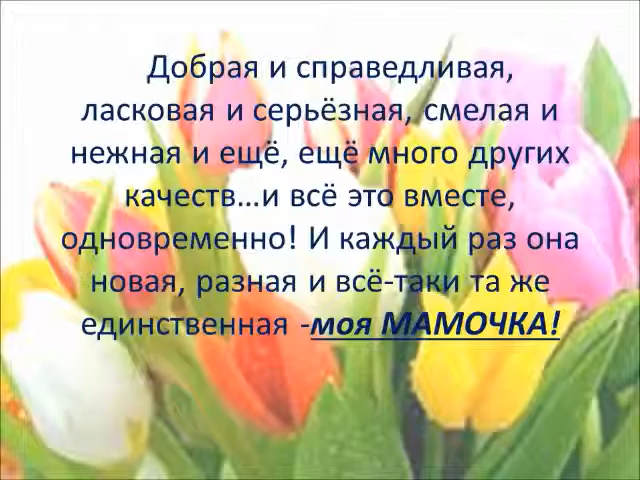 Добрая и справедливая,
ласковая и серьёзная, смелая и
нежная и ещё, ещё много других
качеств…и всё это вместе,
одновременно! И каждый раз она
новая, разная и всё-таки та же
единственная -моя МАМОЧКА!